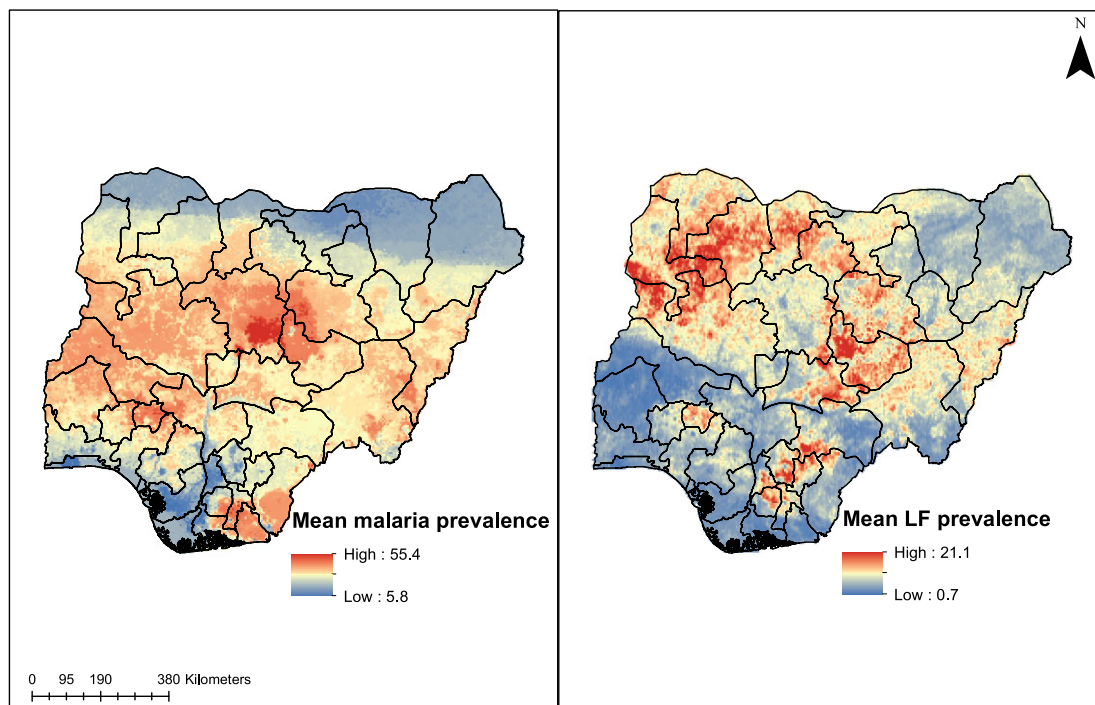 N
Mean malaria prevalence
High : 55.4
Low : 5.8
Mean LF prevalence
High : 21.1
Low : 0.7
0 95 190 380 Kilometers